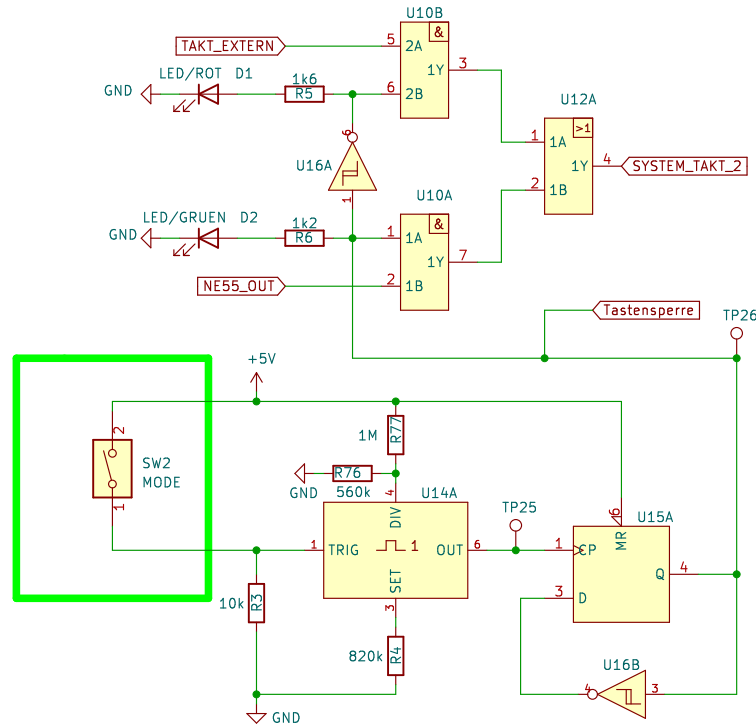 U10B
&
TAKT_EXTERN
5
2A
1Y
3
LED/ROT D1
1k6
GND
R5
6
2B
U12A
>1
1
1A
6
1Y
4
SYSTEM_TAKT_2
U16A
2
1B
1
U10A
&
LED/GRUEN D2
1k2
GND
R6
1
1A
1Y
7
NE55_OUT
2
1B
Tastensperre
TP26
+5V
2
1M
R77
SW2
MODE
R76
GND
560k
4
U14A
TP25
6
U15A
DIV
MR
1
1
TRIG
1
OUT
6
1
CP
SET
Q
4
3
D
10k
R3
3
820k
R4
U16B
4
3
GND